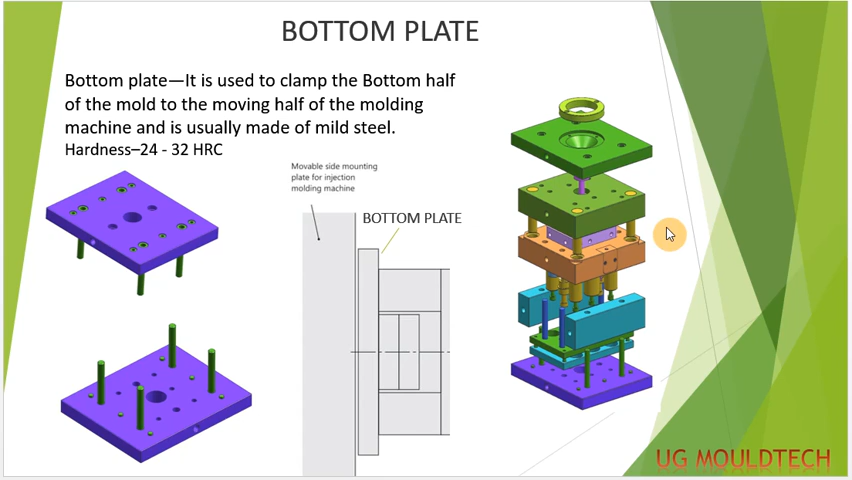 BOTTOM PLATE
Bottom plate—It is used to clamp the Bottom half
of the mold to the moving half of the molding
machine and is usually made of mild steel.
Hardness–24 - 32 HRC
Movable side mounting
plate for injection
molding machine
BOTTOM PLATE
UG MOULDTECH